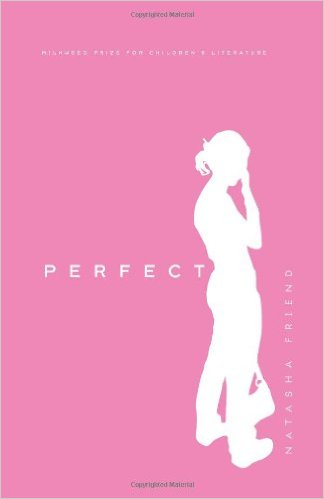 Copyrighted Material
MILKWEED PRIZE FOR CHILDREN'S LITERATURE
PERFECT
NATASHA FRIEND
Copyrighted Material